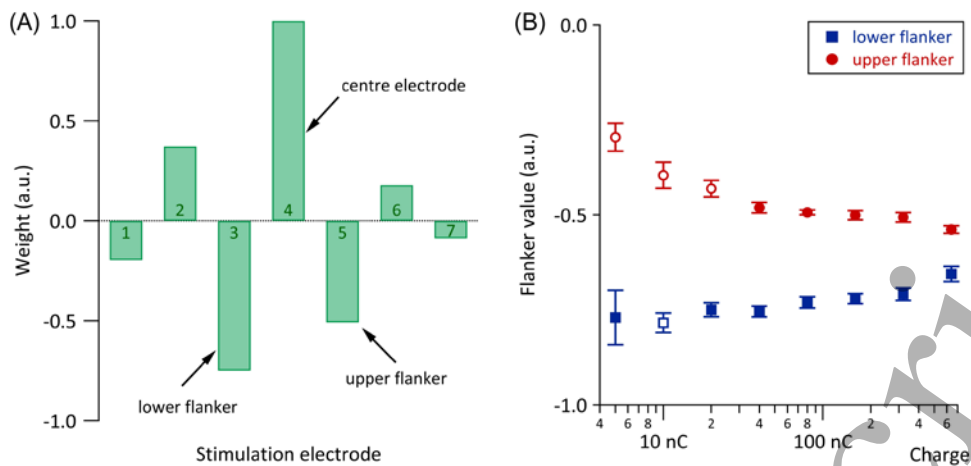 (A)
1.0
0.5
0.0
-0.5
-1.0
Weight (a.u.)
1
2
3
4
5
6
7
centre electrode
lower flanker
upper flanker
Stimulation electrode
(B)
0.0
-0.5
-1.0
Flanker value (a.u.)
lower flanker
upper flanker
4 6 8 2 4 6 8 2 4 6
10 nC 100 nC Charge